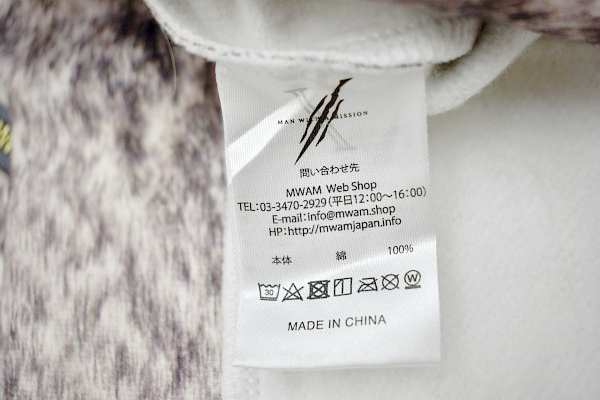 MAN WITH A MISSION
問い合わせ先
MWAM Web Shop
TEL:03-3470-2929(平日12:00〜16:00)
E-mail:info@mwam.shop
HP:http://mwamjapan.info
本体 綿 100%
30 W
MADE IN CHINA